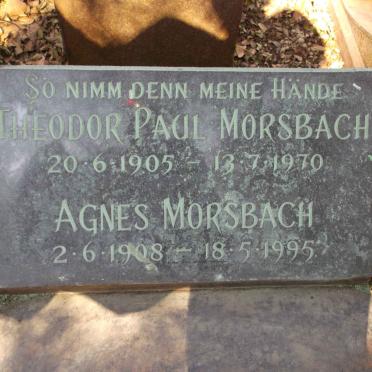 So nimm denn meine Hände
Theodor Paul Morsbach
20·6·1905 – 13·7·1970
Agnes Morsbach
2·6·1908 – 18·5·1995